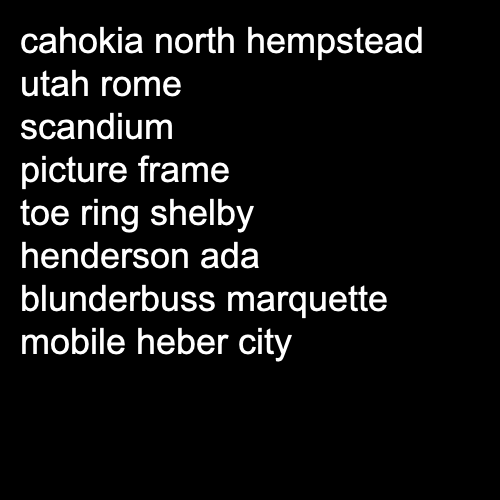 cahokia north hempstead
utah rome
scandium
picture frame
toe ring shelby
henderson ada
blunderbuss marquette
mobile heber city